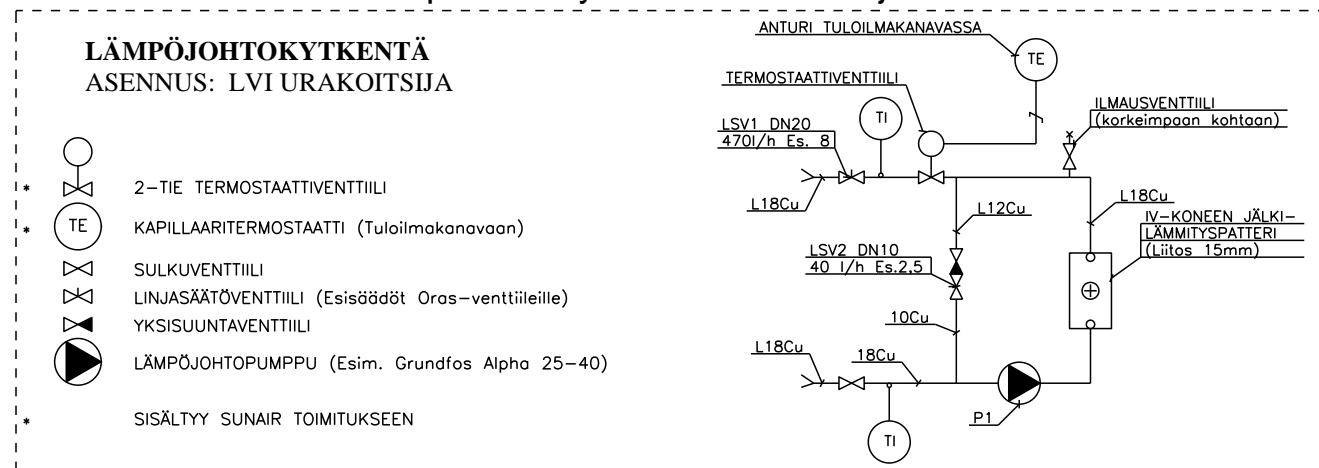 LÄMPÖJOHTOKYTKENTÄ
ASENNUS: LVI URAKOITSIJA
* 2-TIE TERMOSTAATTIVENTTIILI
* TE KAPILLAARITERMOSTAATTI (Tuloilmakanavaan)
SULKUVENTTIILI
LINJASÄÄTÖVENTTIILI (Esisäädöt Oras-venttiileille)
YKSISUUNTAVENTTIILI
LÄMPÖJOHTOPUMPPU (Esim. Grundfos Alpha 25-40)
* SISÄLTYY SUNAIR TOIMITUKSEEN
ANTURI TULOILMAKANAVASSA
TE
TERMOSTAATTIVENTTIILI
TI
ILMAUSVENTTIILI
(korkeimpaan kohtaan)
LSV1 DN20
470l/h Es. 8
L18Cu
L12Cu
L18Cu
IV-KONEEN JÄLKI-
LÄMMITYSPATTERI
(Liitos 15mm)
LSV2 DN10
40 l/h Es.2,5
10Cu
L18Cu
18Cu
P1
TI